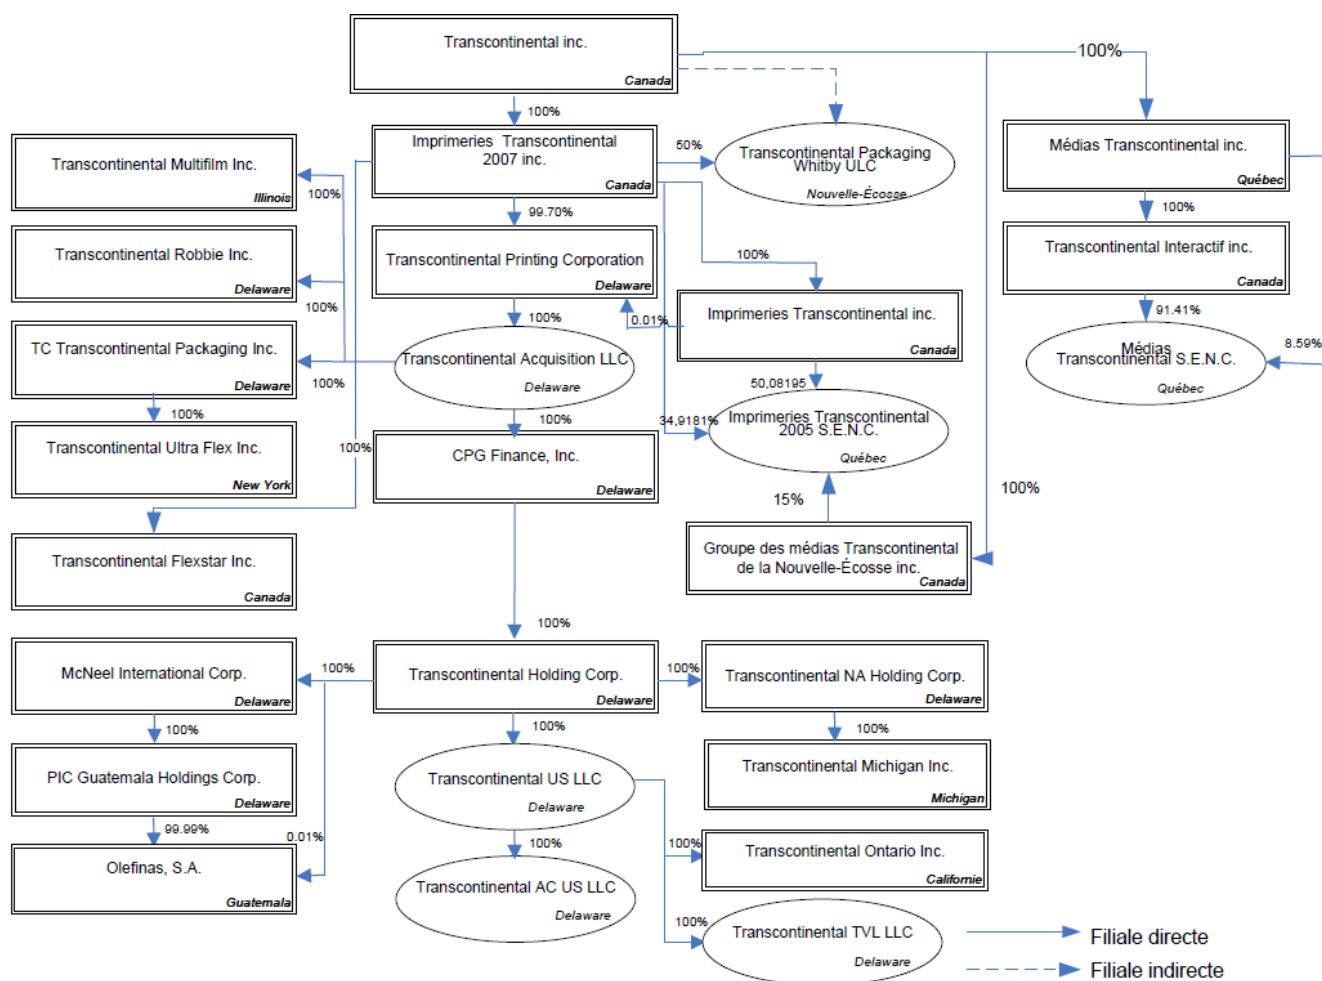 Transcontinental inc.
Canada
100%
100%
Imprimeries Transcontinental
2007 inc.
Canada
50%
Transcontinental Packaging
Whitby ULC
Nouvelle-Écosse
Médias Transcontinental inc.
Québec
Transcontinental Multifilm Inc.
Illinois
100%
99.70%
100%
100%
Transcontinental Robbie Inc.
Delaware
100%
Transcontinental Printing Corporation
Delaware
Transcontinental Interactif inc.
Canada
0.01%
Imprimeries Transcontinental inc.
Canada
100%
91.41%
TC Transcontinental Packaging Inc.
Delaware
100%
Transcontinental Acquisition LLC
Delaware
Médias
Transcontinental S.E.N.C.
Québec
8.59%
50,08195
34,9181%
Imprimeries Transcontinental
2005 S.E.N.C.
Québec
100%
100%
Transcontinental Ultra Flex Inc.
New York
100%
CPG Finance, Inc.
Delaware
15%
100%
Transcontinental Flexstar Inc.
Canada
Groupe des médias Transcontinental
de la Nouvelle-Écosse inc.
Canada
100%
McNeel International Corp.
Delaware
100%
Transcontinental Holding Corp.
Delaware
100%
Transcontinental NA Holding Corp.
Delaware
100%
100%
100%
PIC Guatemala Holdings Corp.
Delaware
Transcontinental US LLC
Delaware
Transcontinental Michigan Inc.
Michigan
99.99%
0.01%
100%
100%
Olefinas, S.A.
Guatemala
Transcontinental AC US LLC
Delaware
Transcontinental Ontario Inc.
Californie
100%
Transcontinental TVL LLC
Delaware
Filiale directe
Filiale indirecte